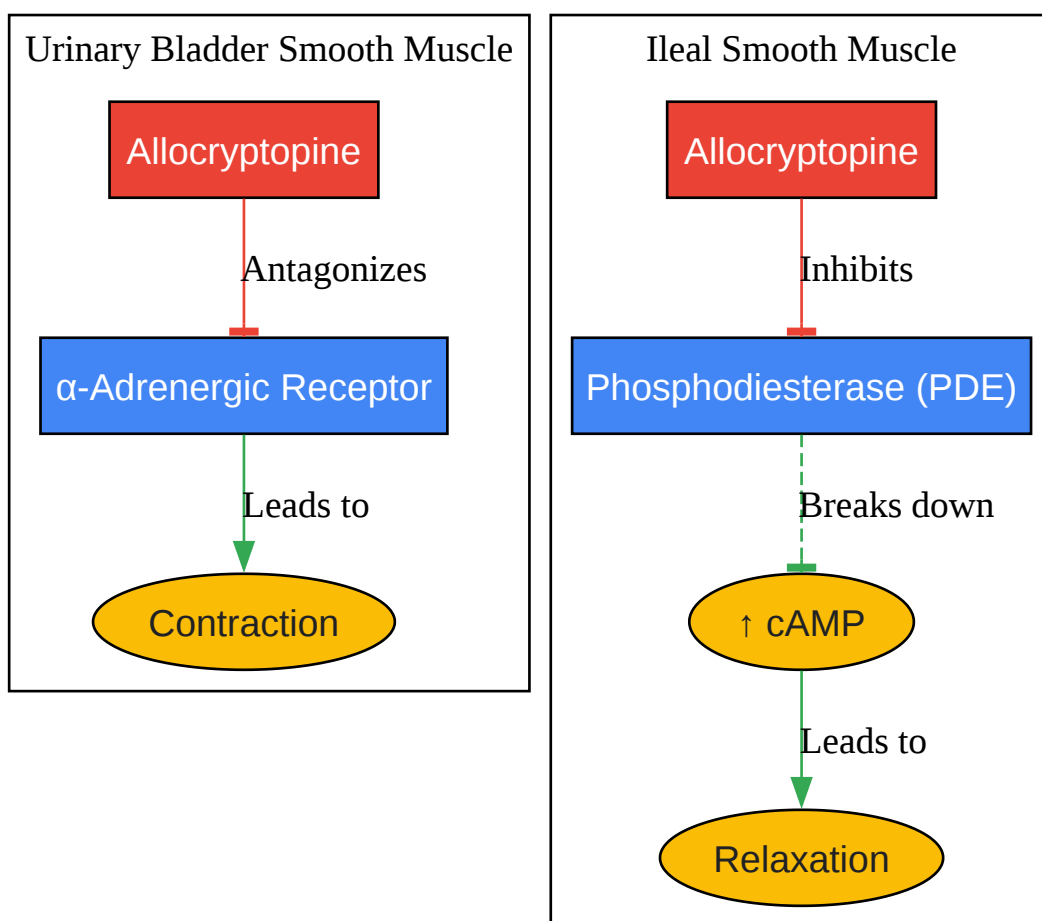 Urinary Bladder Smooth Muscle
Allocryptopine
Antagonizes
α-Adrenergic Receptor
Leads to
Contraction
Ileal Smooth Muscle
Allocryptopine
Inhibits
Phosphodiesterase (PDE)
Breaks down
↑ cAMP
Leads to
Relaxation